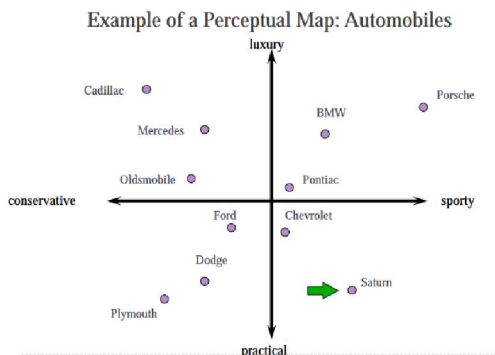 Example of a Perceptual Map: Automobiles
luxury
Cadillac
Porsche
BMW
Mercedes
Oldsmobile
Pontiac
conservative
sporty
Ford
Chevrolet
Dodge
Saturn
Plymouth
practical